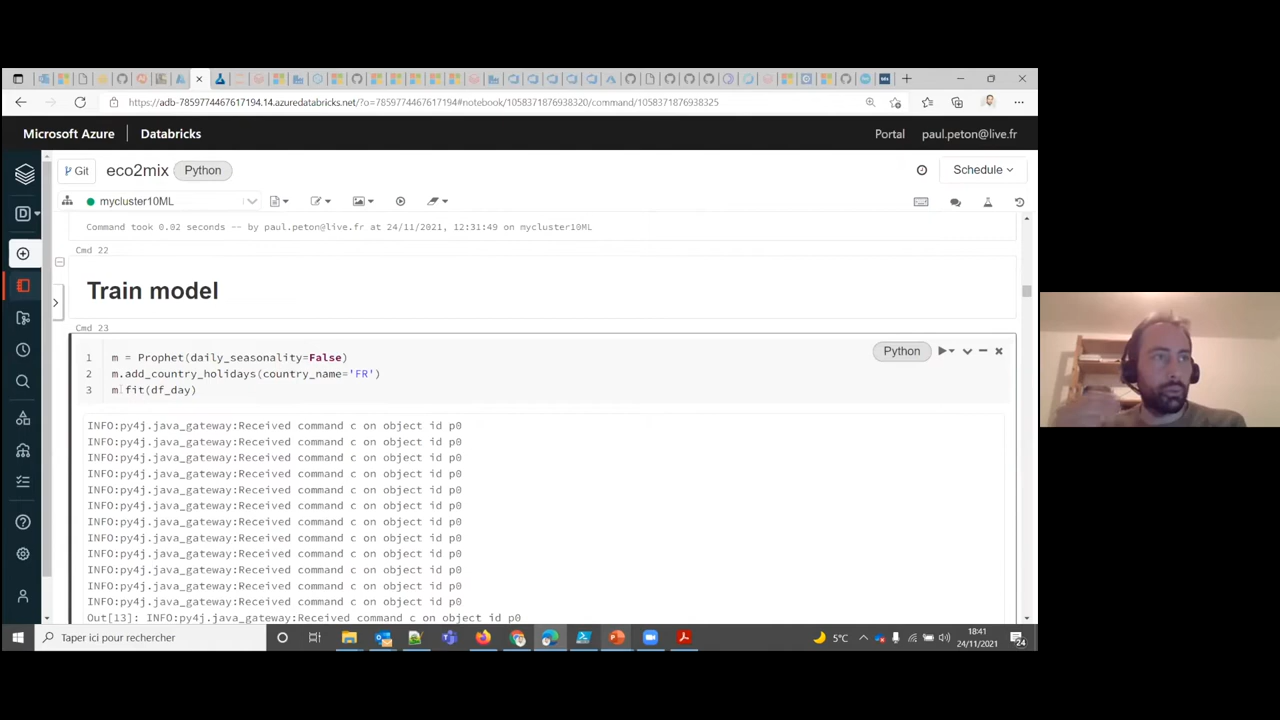 https://adb-7859774467617194.14.azuredatabricks.net/?o=7859774467617194#notebook/1058371876938320/command/1058371876938325
Microsoft Azure | Databricks
Portal
paul.peton@live.fr
Git
eco2mix
Python
Schedule
mycluster10ML
Command took 0.02 seconds -- by paul.peton@live.fr at 24/11/2021, 12:31:49 on mycluster10ML
Cmd 22
Train model
Cmd 23
1 m = Prophet(daily_seasonality=False)
2 m.add_country_holidays(country_name='FR')
3 m.fit(df_day)
Python
INFO:py4j.java_gateway:Received command c on object id p0
INFO:py4j.java_gateway:Received command c on object id p0
INFO:py4j.java_gateway:Received command c on object id p0
INFO:py4j.java_gateway:Received command c on object id p0
INFO:py4j.java_gateway:Received command c on object id p0
INFO:py4j.java_gateway:Received command c on object id p0
INFO:py4j.java_gateway:Received command c on object id p0
INFO:py4j.java_gateway:Received command c on object id p0
INFO:py4j.java_gateway:Received command c on object id p0
INFO:py4j.java_gateway:Received command c on object id p0
INFO:py4j.java_gateway:Received command c on object id p0
INFO:py4j.java_gateway:Received command c on object id p0
Out[13]: INFO:py4j.java_gateway:Received command c on object id p0
Taper ici pour rechercher
5°C
18:41
24/11/2021
24